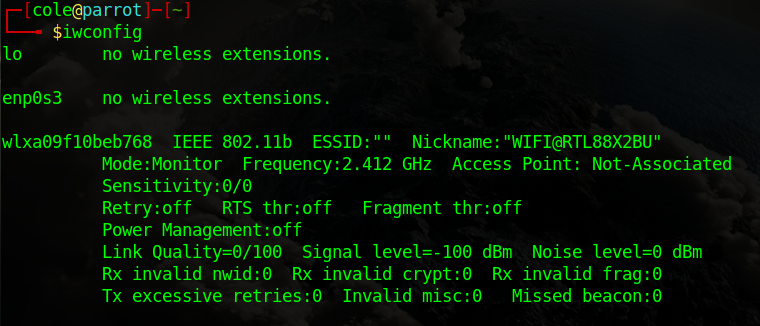 ┌─[cole@parrot]─[~]
└──╼ $iwconfig
lo        no wireless extensions.
enp0s3    no wireless extensions.
wlxa09f10beb768  IEEE 802.11b  ESSID:""  Nickname:"WIFI@RTL88X2BU"
          Mode:Monitor  Frequency:2.412 GHz  Access Point: Not-Associated
          Sensitivity:0/0
          Retry:off   RTS thr:off   Fragment thr:off
          Power Management:off
          Link Quality=0/100  Signal level=-100 dBm  Noise level=0 dBm
          Rx invalid nwid:0  Rx invalid crypt:0  Rx invalid frag:0
          Tx excessive retries:0  Invalid misc:0   Missed beacon:0